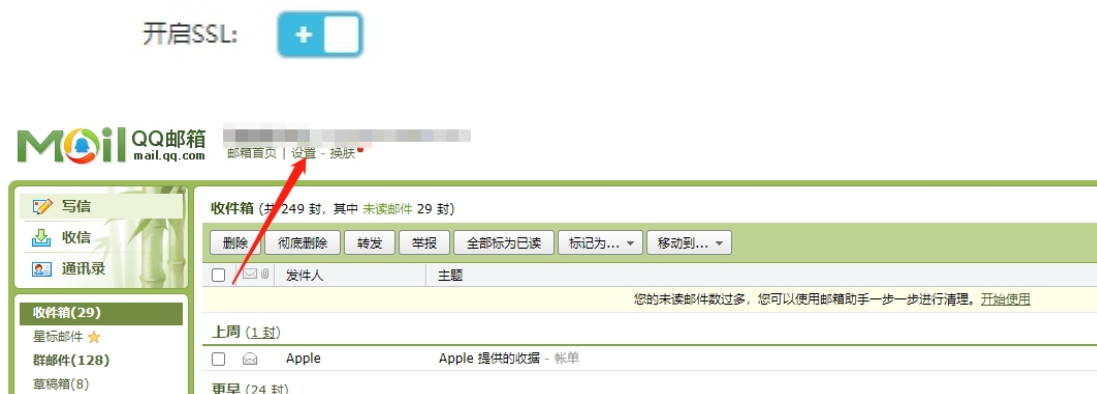 开启SSL:
MOil QQ邮箱
mail.qq.com
邮箱首页 | 设置 - 换肤
写信
收信
通讯录
收件箱(29)
星标邮件
群邮件(128)
草稿箱(8)
收件箱 (共 249 封, 其中 未读邮件 29 封)
删除 彻底删除 转发 举报 全部标为已读 标记为... 移动到...
发件人 主题
您的未读邮件数过多，您可以使用邮箱助手一步一步进行清理。开始使用
上周 (1 封)
Apple Apple 提供的收据 - 帐单
更早 (24 封)